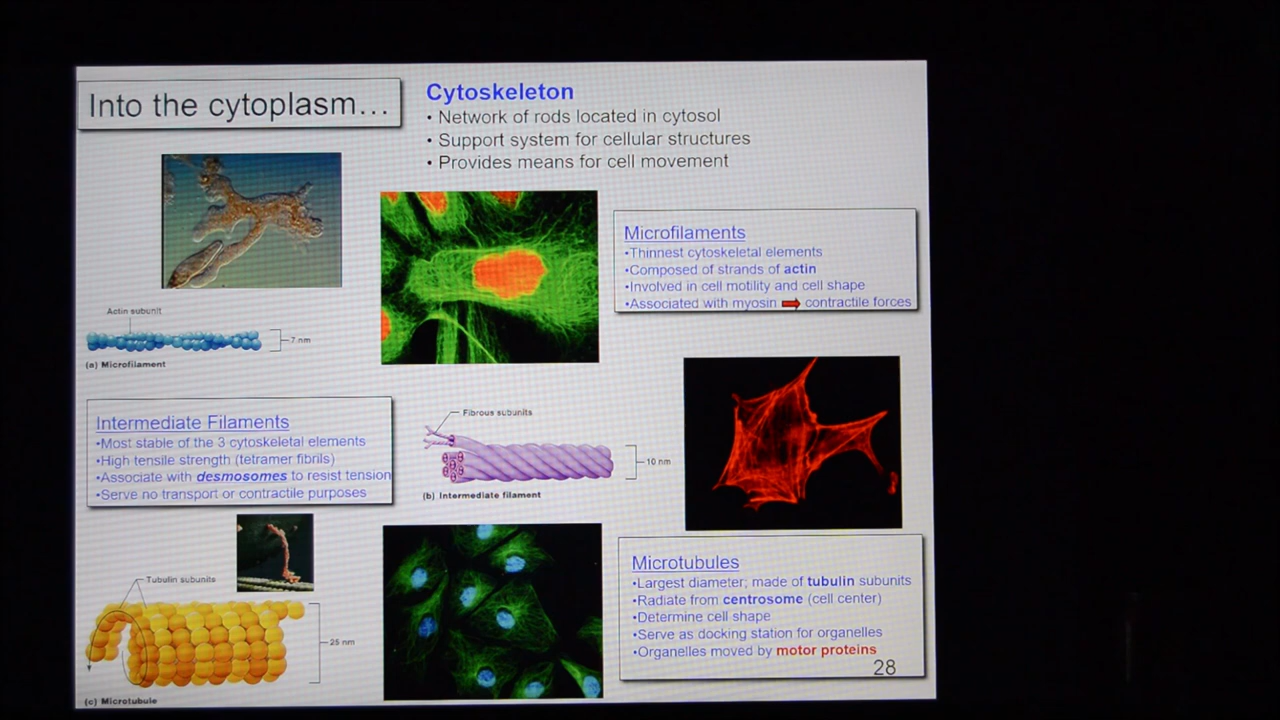 Into the cytoplasm…
Cytoskeleton
• Network of rods located in cytosol
• Support system for cellular structures
• Provides means for cell movement
Microfilaments
•Thinnest cytoskeletal elements
•Composed of strands of actin
•Involved in cell motility and cell shape
•Associated with myosin ➡ contractile forces
Actin subunit
7 nm
(a) Microfilament
Intermediate Filaments
•Most stable of the 3 cytoskeletal elements
•High tensile strength (tetramer fibrils)
•Associate with desmosomes to resist tension
•Serve no transport or contractile purposes
Fibrous subunits
10 nm
(b) Intermediate filament
Tubulin subunits
25 nm
(c) Microtubule
Microtubules
•Largest diameter; made of tubulin subunits
•Radiate from centrosome (cell center)
•Determine cell shape
•Serve as docking station for organelles
•Organelles moved by motor proteins
28